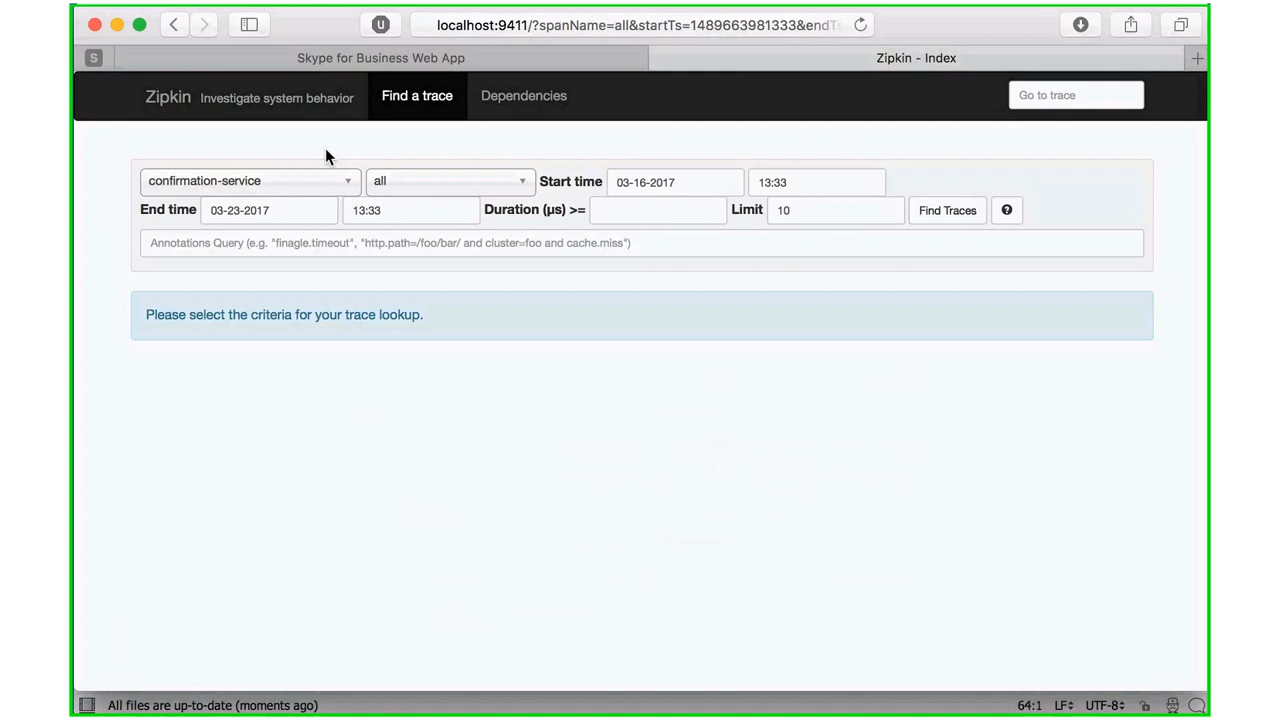 localhost:9411/?spanName=all&startTs=1489663981333&endTs
S Skype for Business Web App Zipkin - Index
Zipkin Investigate system behavior Find a trace Dependencies Go to trace
confirmation-service all Start time 03-16-2017 13:33
End time 03-23-2017 13:33 Duration (µs) >= Limit 10 Find Traces
Annotations Query (e.g. "finagle.timeout", "http.path=/foo/bar/ and cluster=foo and cache.miss")
Please select the criteria for your trace lookup.
All files are up-to-date (moments ago) 64:1 LF UTF-8